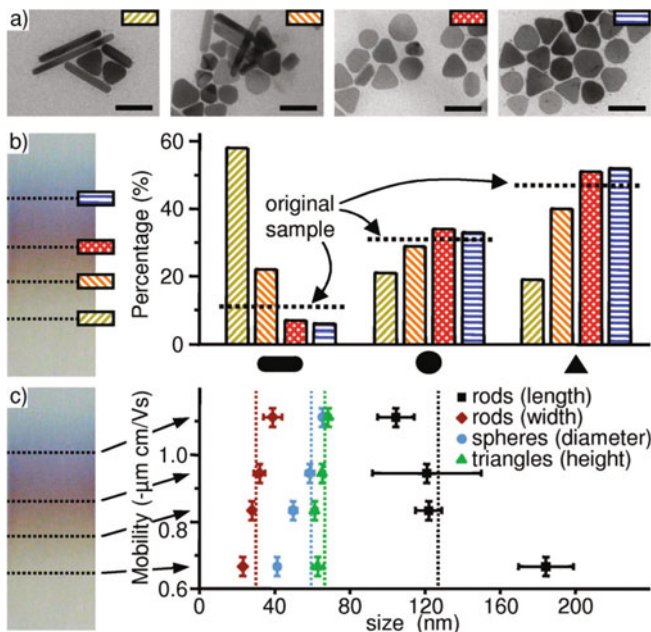 a)
b)
60
40
20
0
Percentage (%)
original
sample
c)
1.0
0.8
0.6
Mobility (-µm cm/Vs)
rods (length)
rods (width)
spheres (diameter)
triangles (height)
0 40 80 120 160 200
size (nm)